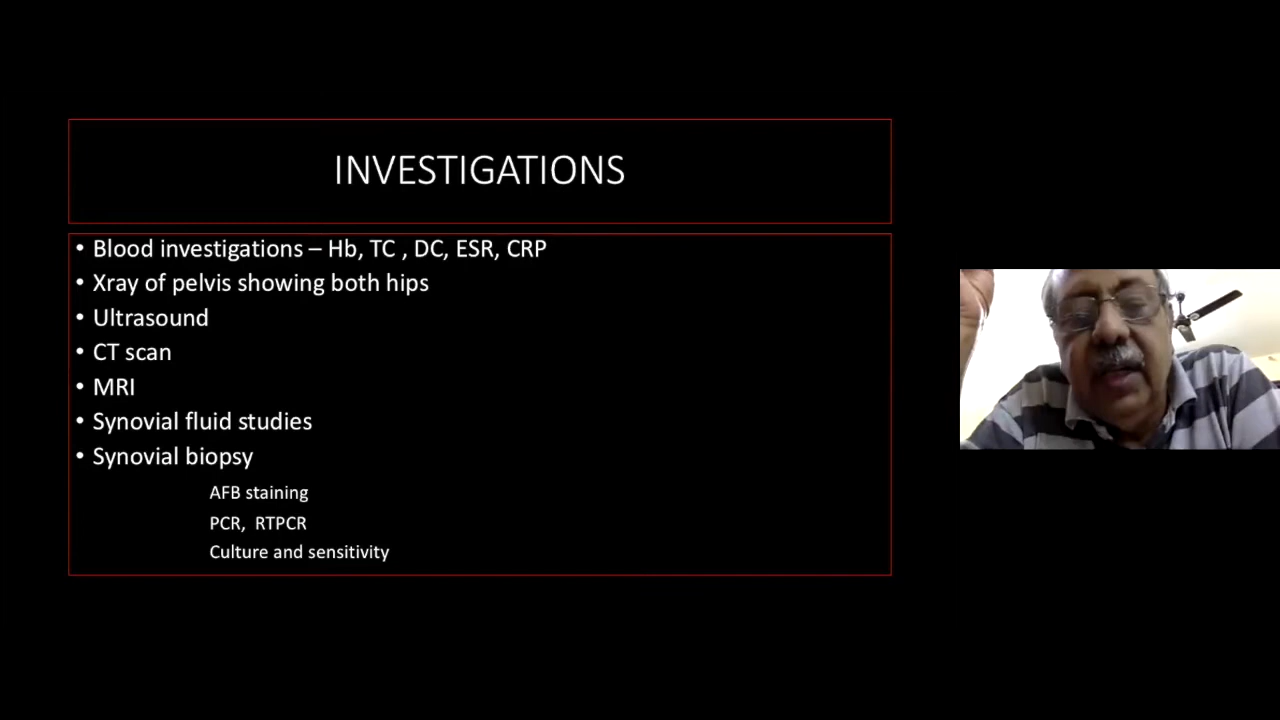 INVESTIGATIONS
• Blood investigations – Hb, TC , DC, ESR, CRP
• Xray of pelvis showing both hips
• Ultrasound
• CT scan
• MRI
• Synovial fluid studies
• Synovial biopsy
AFB staining
PCR, RTPCR
Culture and sensitivity